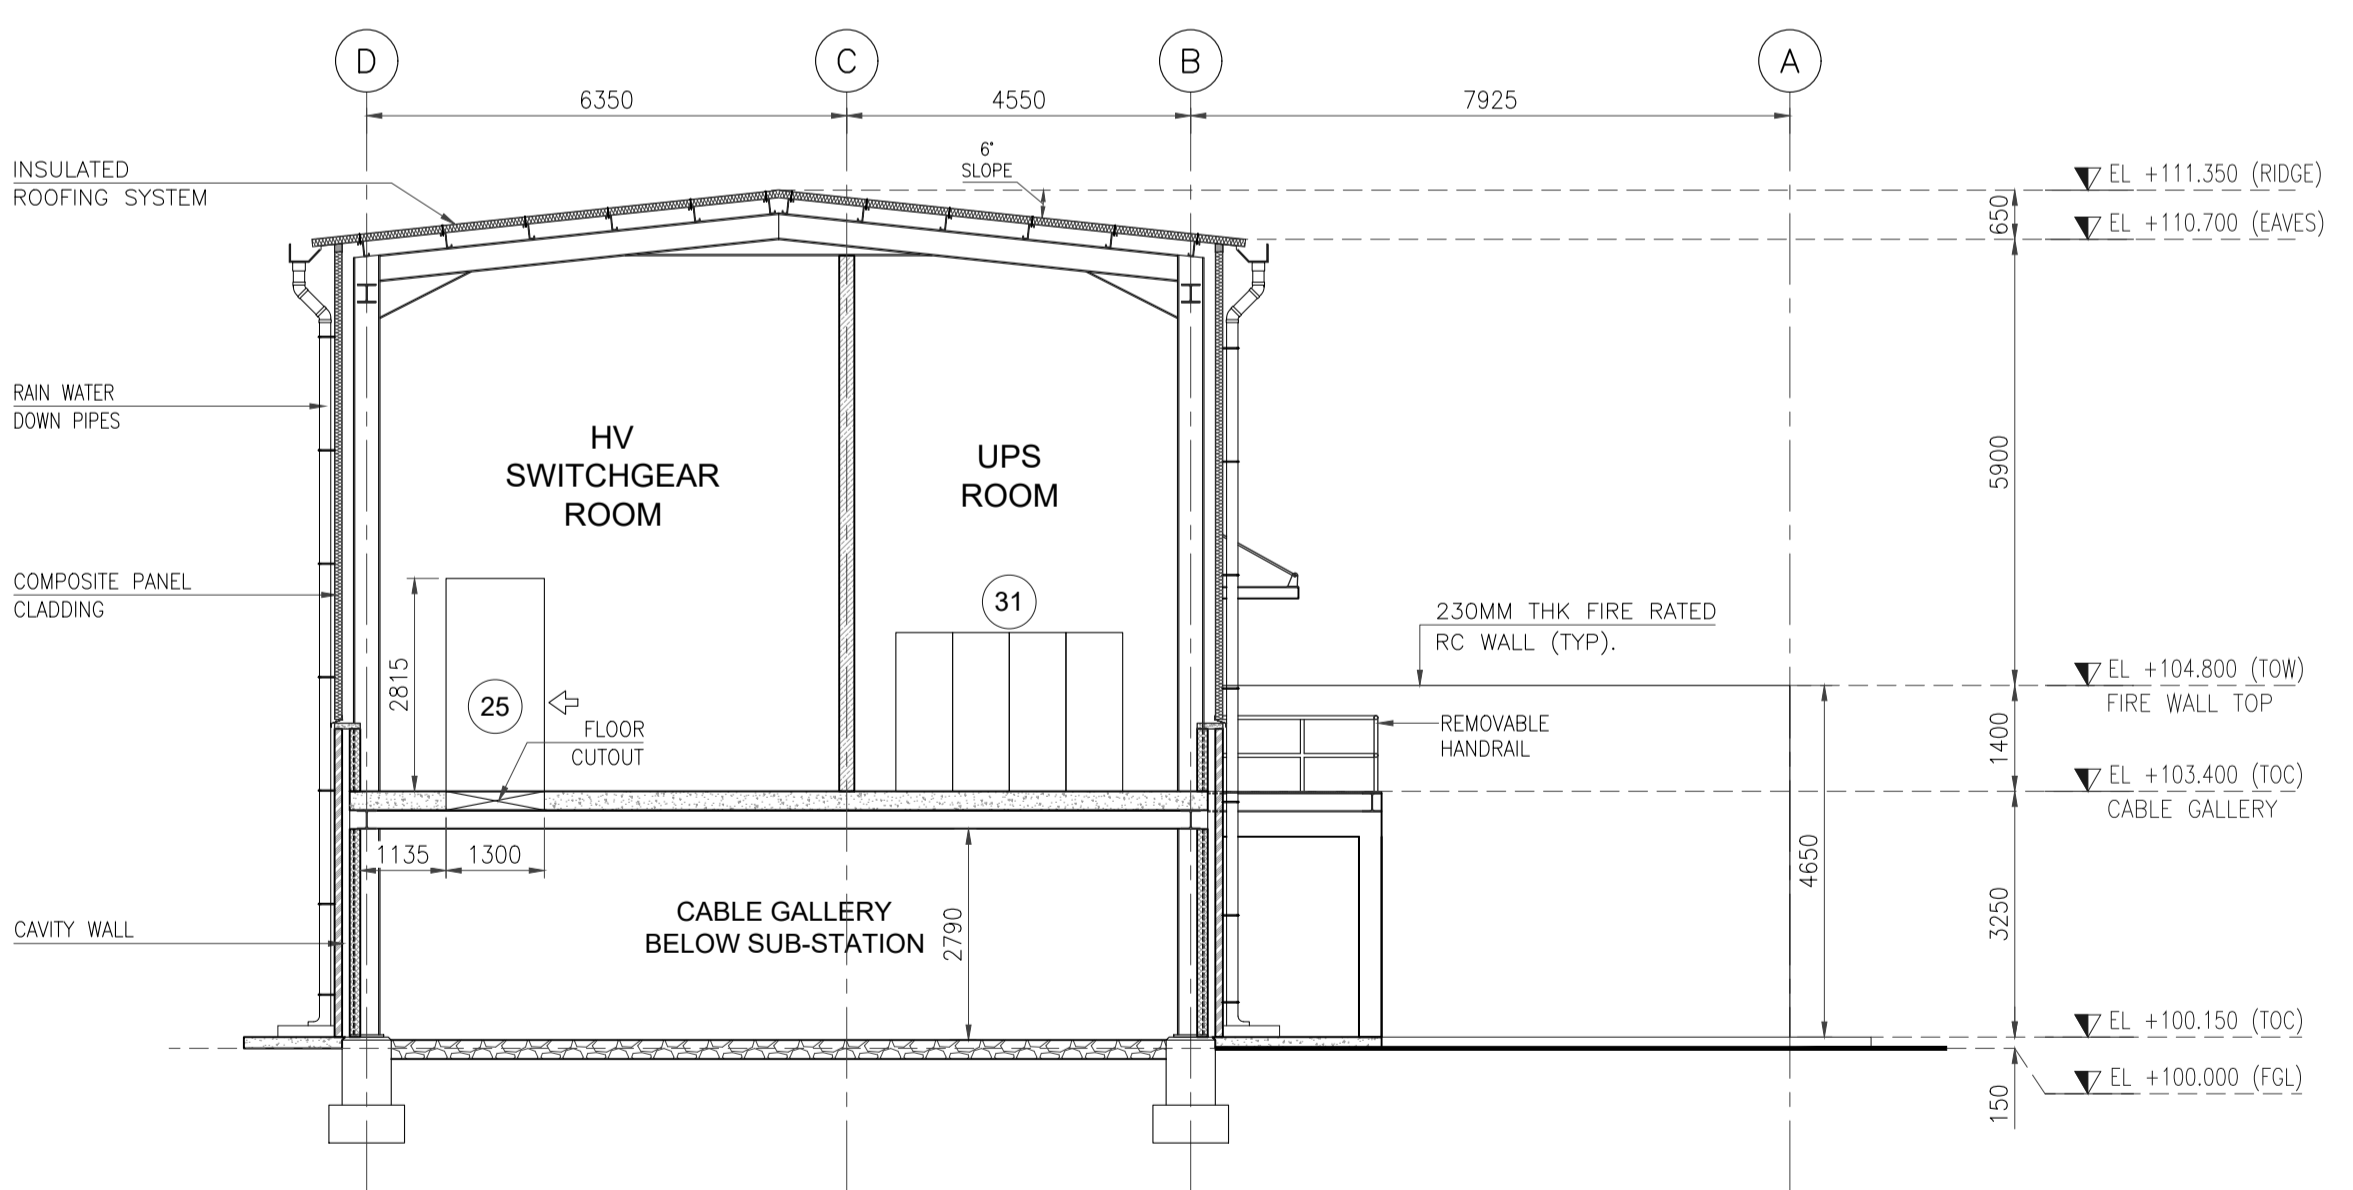 D
C
B
A
6350
4550
7925
6°
SLOPE
INSULATED
ROOFING SYSTEM
EL +111.350 (RIDGE)
650
EL +110.700 (EAVES)
RAIN WATER
DOWN PIPES
HV
SWITCHGEAR
ROOM
UPS
ROOM
5900
COMPOSITE PANEL
CLADDING
31
230MM THK FIRE RATED
RC WALL (TYP).
2815
25
FLOOR
CUTOUT
REMOVABLE
HANDRAIL
EL +104.800 (TOW)
FIRE WALL TOP
1400
EL +103.400 (TOC)
CABLE GALLERY
1135
1300
4650
CABLE GALLERY
BELOW SUB-STATION
2790
3250
CAVITY WALL
EL +100.150 (TOC)
EL +100.000 (FGL)
150